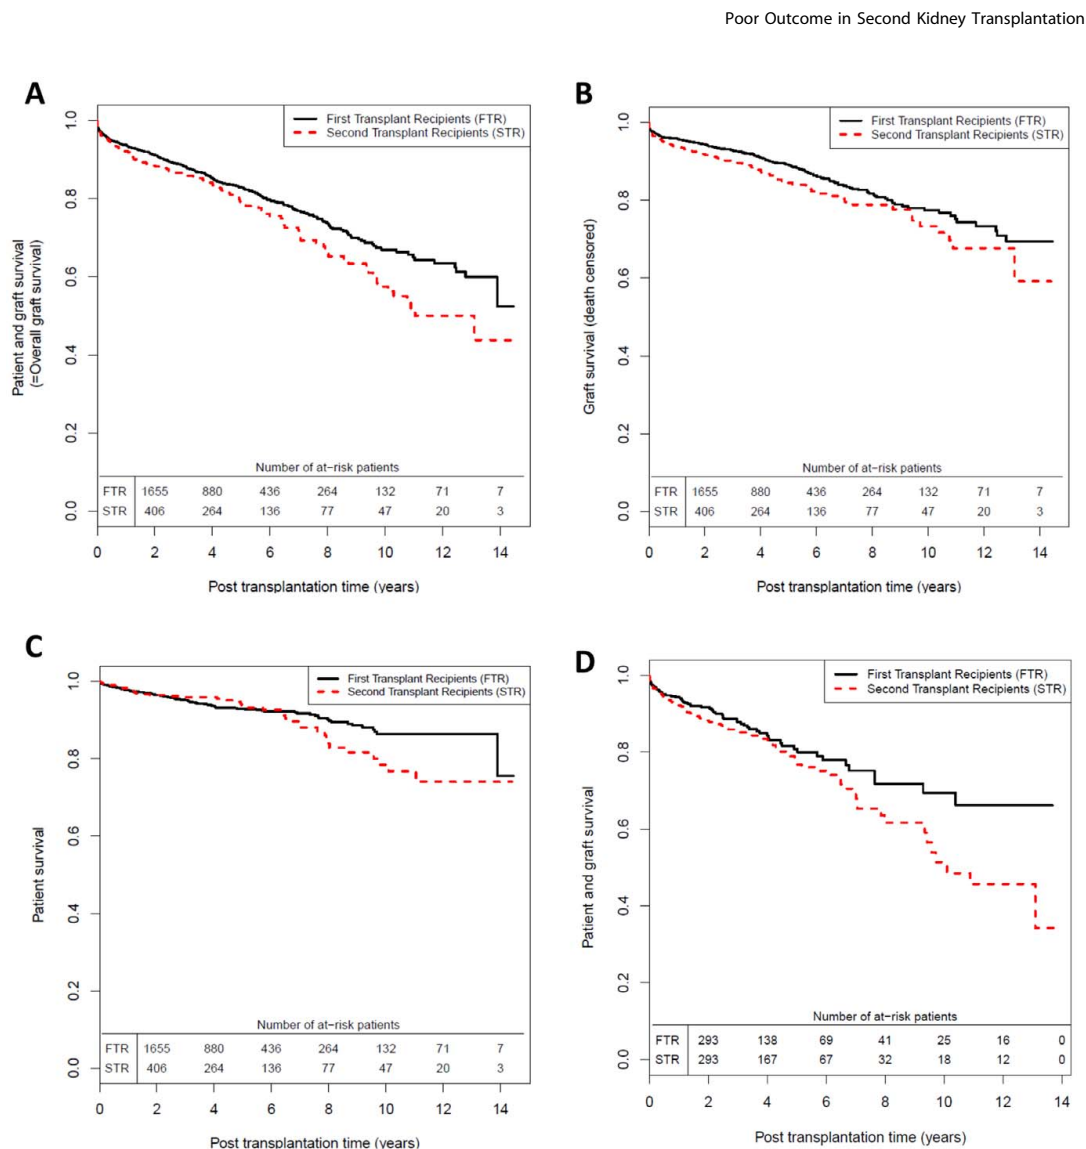 Poor Outcome in Second Kidney Transplantation
A
First Transplant Recipients (FTR)
Second Transplant Recipients (STR)
Patient and graft survival
(=Overall graft survival)
1.0
0.8
0.6
0.4
0.2
0.0
Number of at-risk patients
FTR 1655 880 436 264 132 71 7
STR 406 264 136 77 47 20 3
0 2 4 6 8 10 12 14
Post transplantation time (years)
B
First Transplant Recipients (FTR)
Second Transplant Recipients (STR)
Graft survival (death censored)
1.0
0.8
0.6
0.4
0.2
0.0
Number of at-risk patients
FTR 1655 880 436 264 132 71 7
STR 406 264 136 77 47 20 3
0 2 4 6 8 10 12 14
Post transplantation time (years)
C
First Transplant Recipients (FTR)
Second Transplant Recipients (STR)
Patient survival
1.0
0.8
0.6
0.4
0.2
0.0
Number of at-risk patients
FTR 1655 880 436 264 132 71 7
STR 406 264 136 77 47 20 3
0 2 4 6 8 10 12 14
Post transplantation time (years)
D
First Transplant Recipients (FTR)
Second Transplant Recipients (STR)
Patient and graft survival
1.0
0.8
0.6
0.4
0.2
0.0
Number of at-risk patients
FTR 293 138 69 41 25 16 0
STR 293 167 67 32 18 12 0
0 2 4 6 8 10 12 14
Post transplantation time (years)